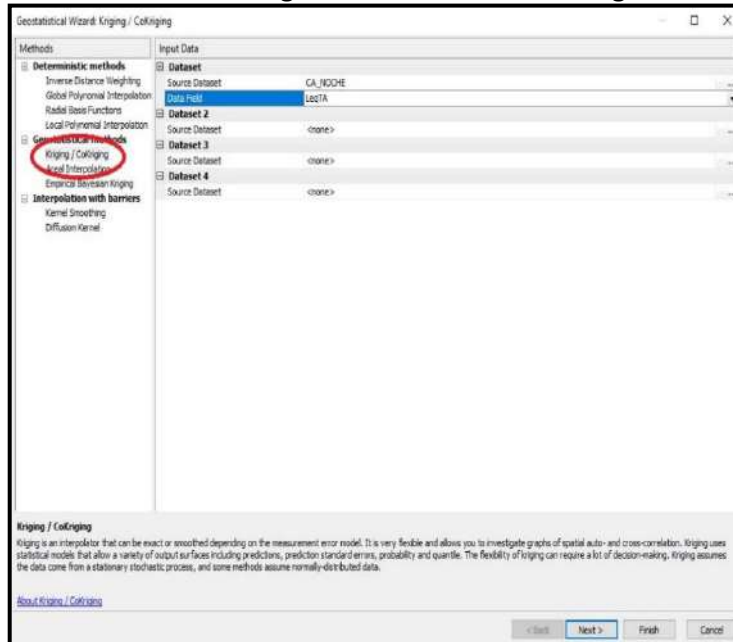 Geostatistical Wizard: Kriging / CoKriging
Methods
Deterministic methods
Inverse Distance Weighting
Global Polynomial Interpolation
Radial Basis Functions
Local Polynomial Interpolation
Geostatistical methods
Kriging / CoKriging
Areal Interpolation
Empirical Bayesian Kriging
Interpolation with barriers
Kernel Smoothing
Diffusion Kernel
Input Data
Dataset
Source Dataset CA_NOCHE ...
Data Field LeqTA
Dataset 2
Source Dataset <none> ...
Dataset 3
Source Dataset <none> ...
Dataset 4
Source Dataset <none> ...
Kriging / CoKriging
Kriging is an interpolator that can be exact or smoothed depending on the measurement error model. It is very flexible and allows you to investigate graphs of spatial auto- and cross-correlation. Kriging uses
statistical models that allow a variety of output surfaces including predictions, prediction standard errors, probability and quantile. The flexibility of kriging can require a lot of decision-making. Kriging assumes
the data come from a stationary stochastic process, and some methods assume normally-distributed data.
About Kriging / CoKriging
< Back Next > Finish Cancel